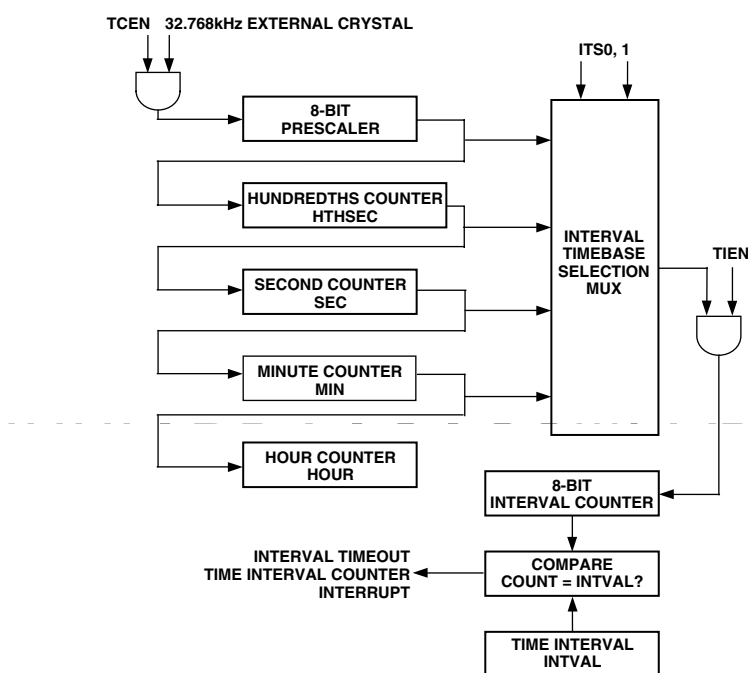 TCEN 32.768kHz EXTERNAL CRYSTAL
ITS0, 1
8-BIT
PRESCALER
HUNDREDTHS COUNTER
HTHSEC
INTERVAL
TIMEBASE
SELECTION
MUX
TIEN
SECOND COUNTER
SEC
MINUTE COUNTER
MIN
HOUR COUNTER
HOUR
8-BIT
INTERVAL COUNTER
INTERVAL TIMEOUT
TIME INTERVAL COUNTER
INTERRUPT
COMPARE
COUNT = INTVAL?
TIME INTERVAL
INTVAL